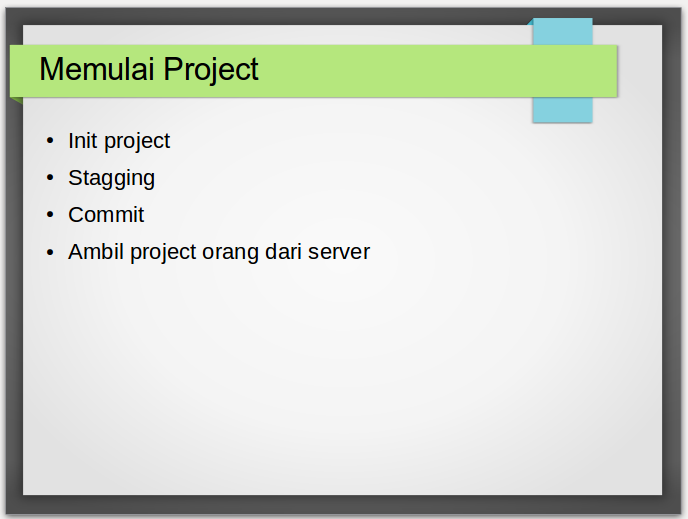 Memulai Project
• Init project
• Stagging
• Commit
• Ambil project orang dari server